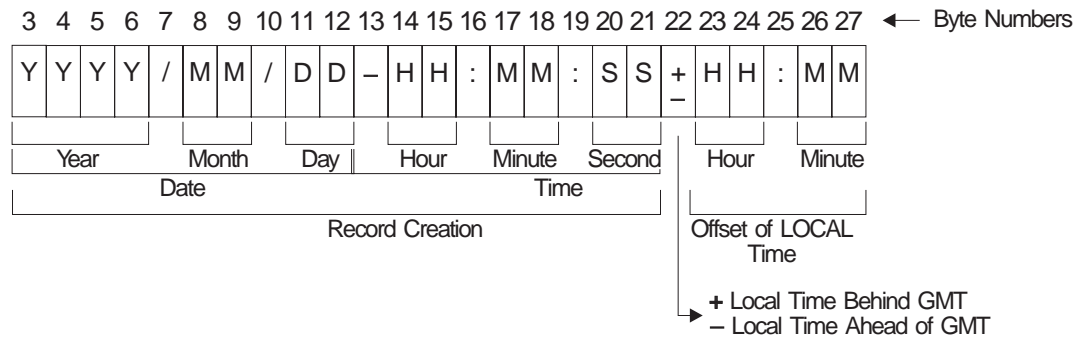 3 4 5 6 7 8 9 10 11 12 13 14 15 16 17 18 19 20 21 22 23 24 25 26 27 Byte Numbers
Y Y Y Y / M M / D D – H H : M M : S S + – H H : M M
Year Month Day Hour Minute Second Hour Minute
Date Time
Record Creation Offset of LOCAL
Time
+ Local Time Behind GMT
– Local Time Ahead of GMT